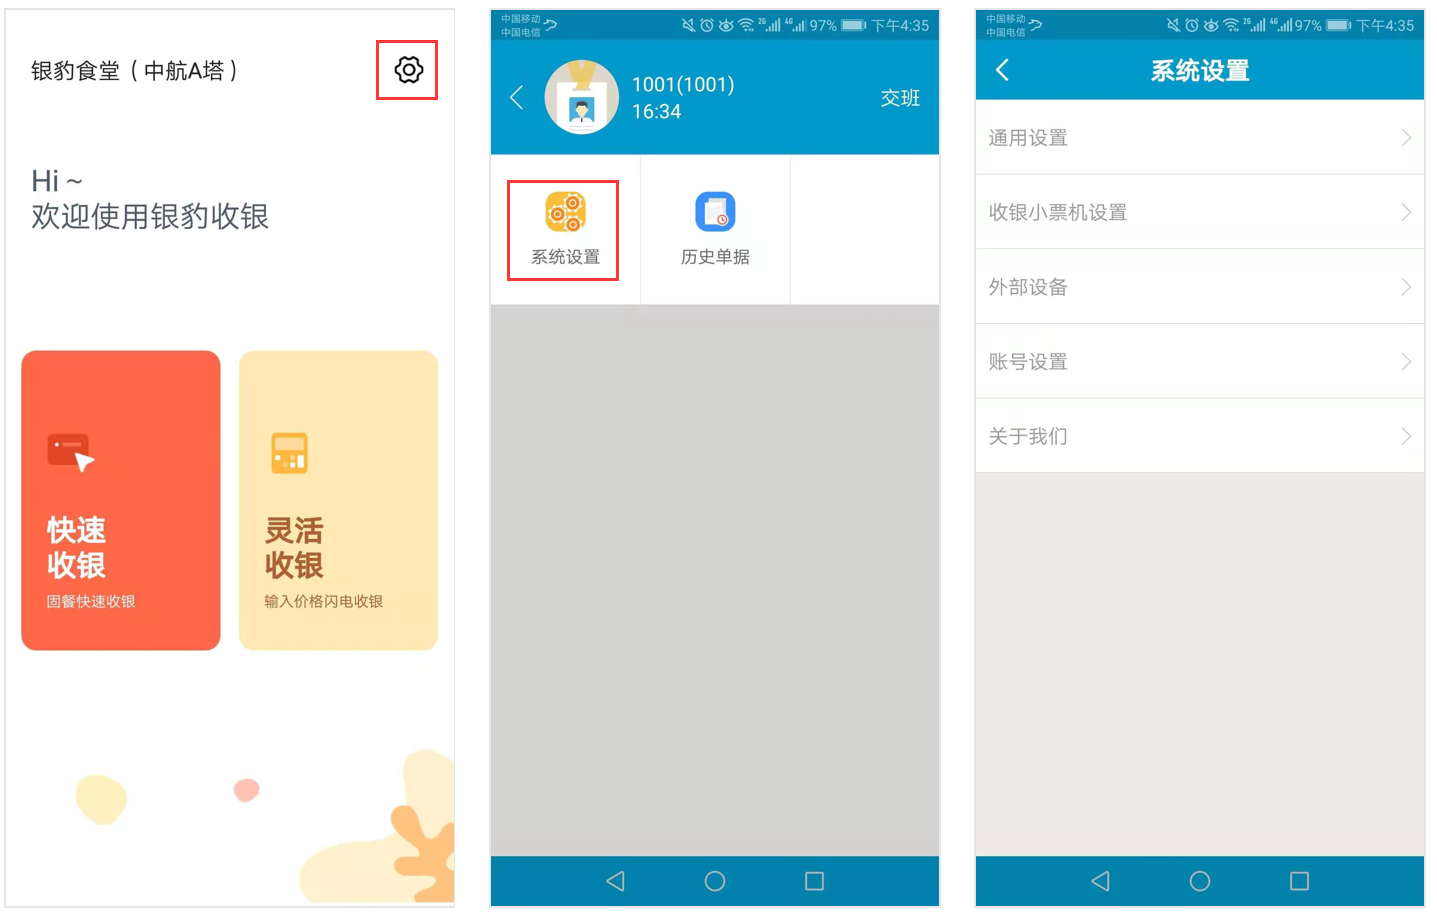 银豹食堂（中航A塔）
Hi ~
欢迎使用银豹收银
快速
收银
固餐快速收银
灵活
收银
输入价格闪电收银
中国移动
中国电信
2G
4G
97%
下午4:35
1001(1001)
16:34
交班
系统设置
历史单据
中国移动
中国电信
2G
4G
97%
下午4:35
系统设置
通用设置
收银小票机设置
外部设备
账号设置
关于我们